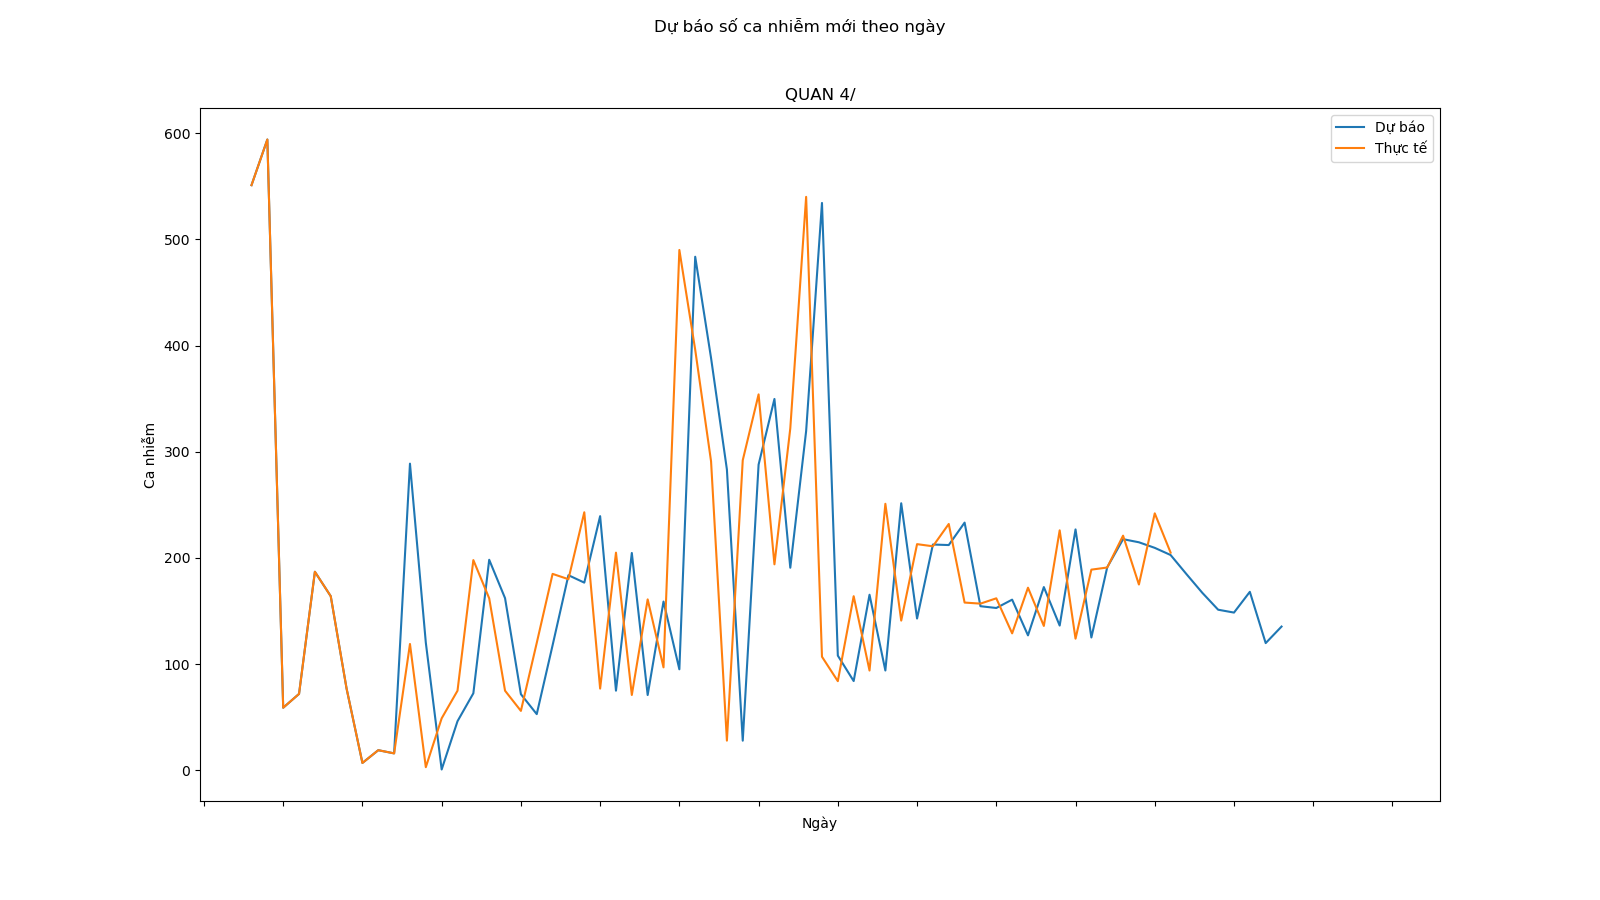 Dự báo số ca nhiễm mới theo ngày
QUAN 4/
Dự báo
Thực tế
600
500
400
300
200
100
0
Ca nhiễm
Ngày